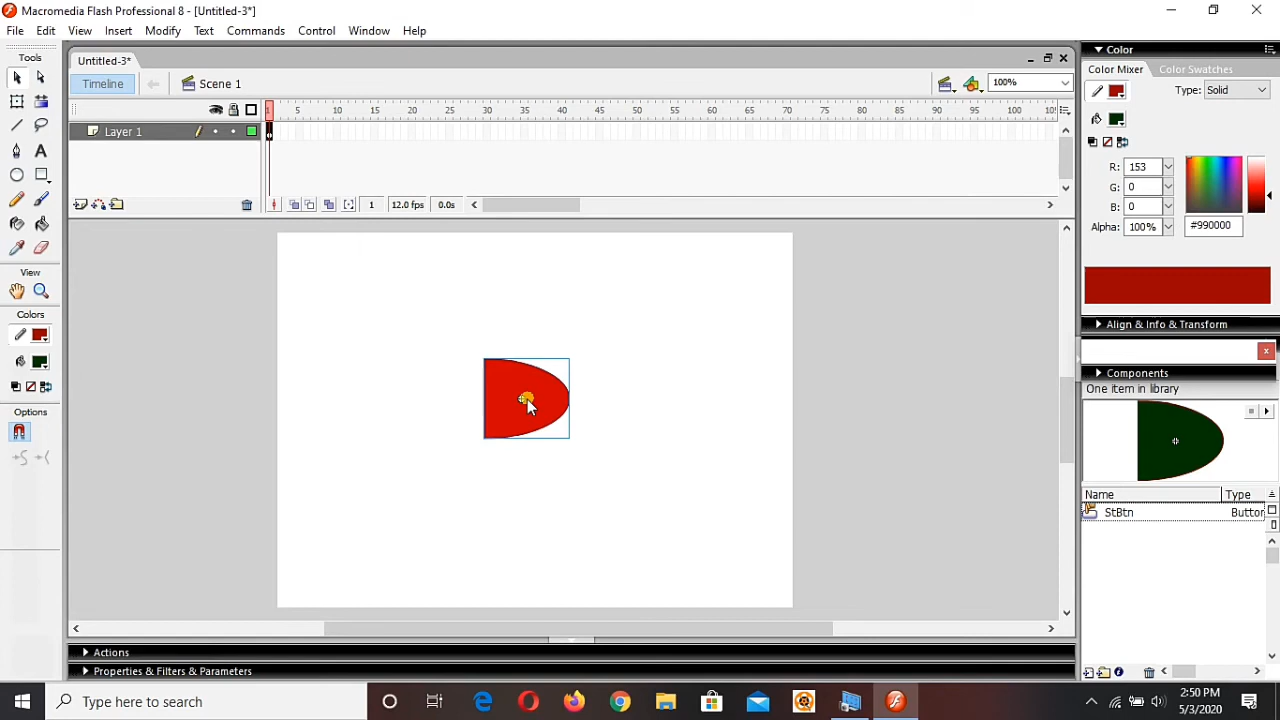 Macromedia Flash Professional 8 - [Untitled-3*]
File Edit View Insert Modify Text Commands Control Window Help
Tools
Untitled-3*
Timeline
Scene 1
100%
1 5 10 15 20 25 30 35 40 45 50 55 60 65 70 75 80 85 90 95 100 105
Layer 1
1 12.0 fps 0.0s
View
Colors
Options
Color
Color Mixer Color Swatches
Type: Solid
R: 153
G: 0
B: 0
Alpha: 100% #990000
Align & Info & Transform
Components
One item in library
Name Type
StBtn Button
Actions
Properties & Filters & Parameters
Type here to search
2:50 PM
5/3/2020